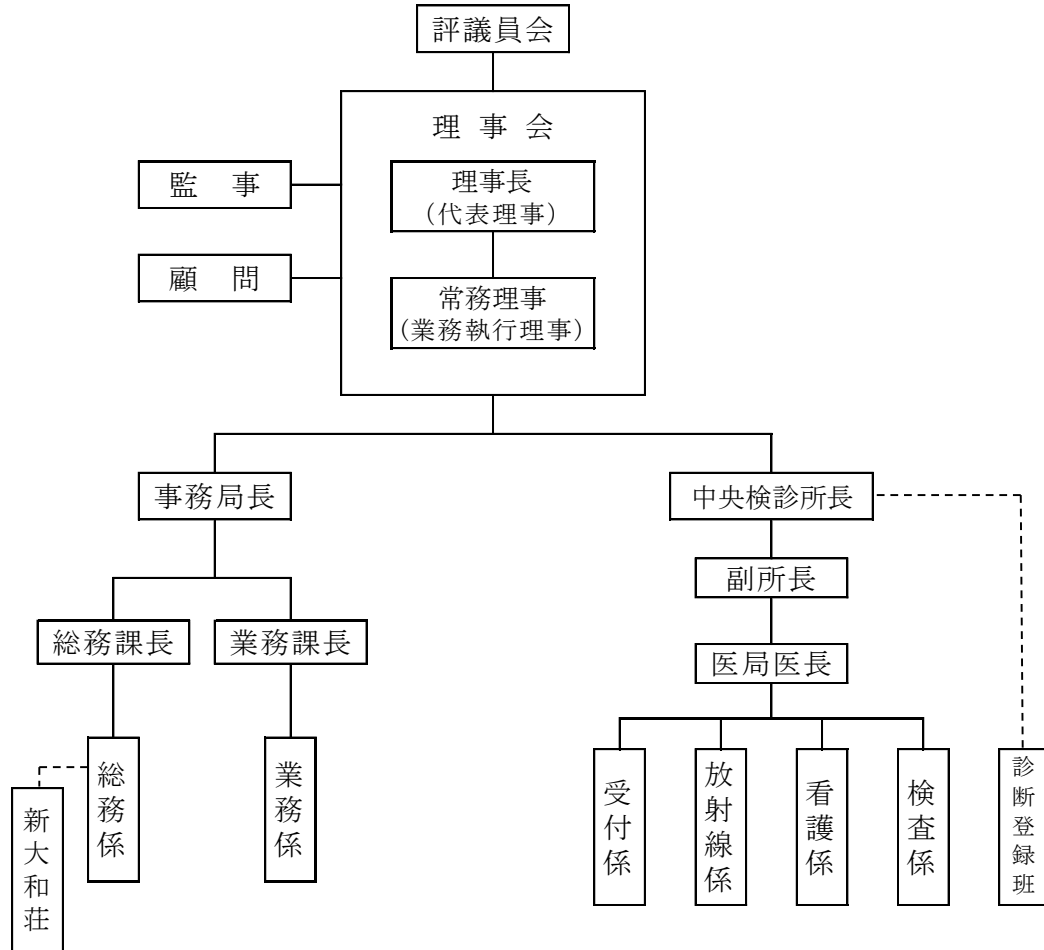 評議員会
理事会
監事
理事長
(代表理事)
顧問
常務理事
(業務執行理事)
事務局長
中央検診所長
副所長
総務課長
業務課長
医局医長
総務係
業務係
受付係
放射線係
看護係
検査係
診断登録班
新大和荘